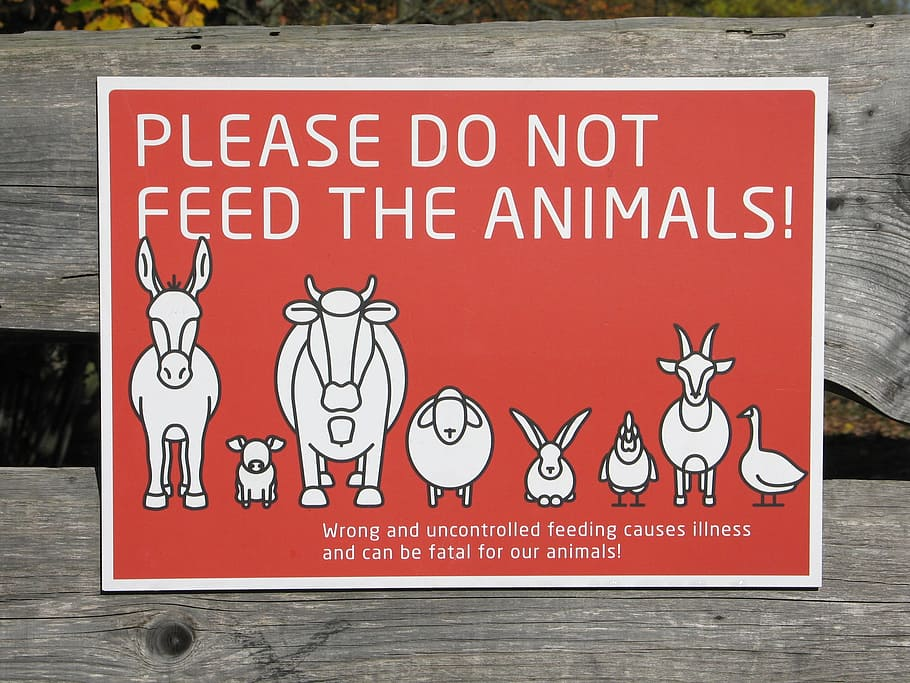 PLEASE DO NOT
FEED THE ANIMALS!
Wrong and uncontrolled feeding causes illness
and can be fatal for our animals!